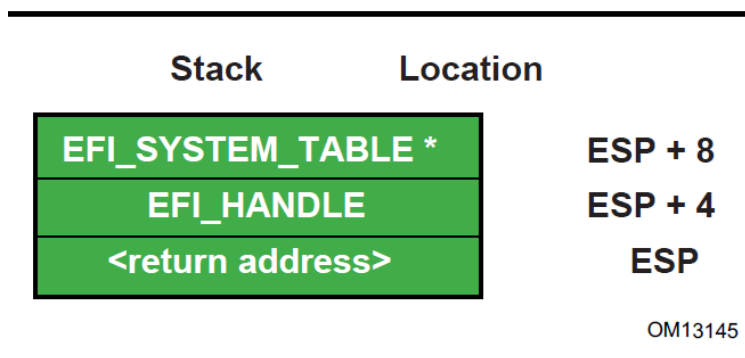 Stack Location
EFI_SYSTEM_TABLE * ESP + 8
EFI_HANDLE ESP + 4
<return address> ESP
OM13145